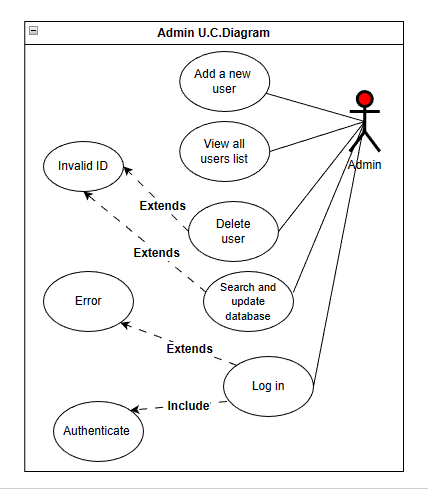 Admin U.C.Diagram
Add a new
user
View all
users list
Admin
Invalid ID
Extends
Delete
user
Extends
Search and
update
database
Error
Extends
Log in
Include
Authenticate